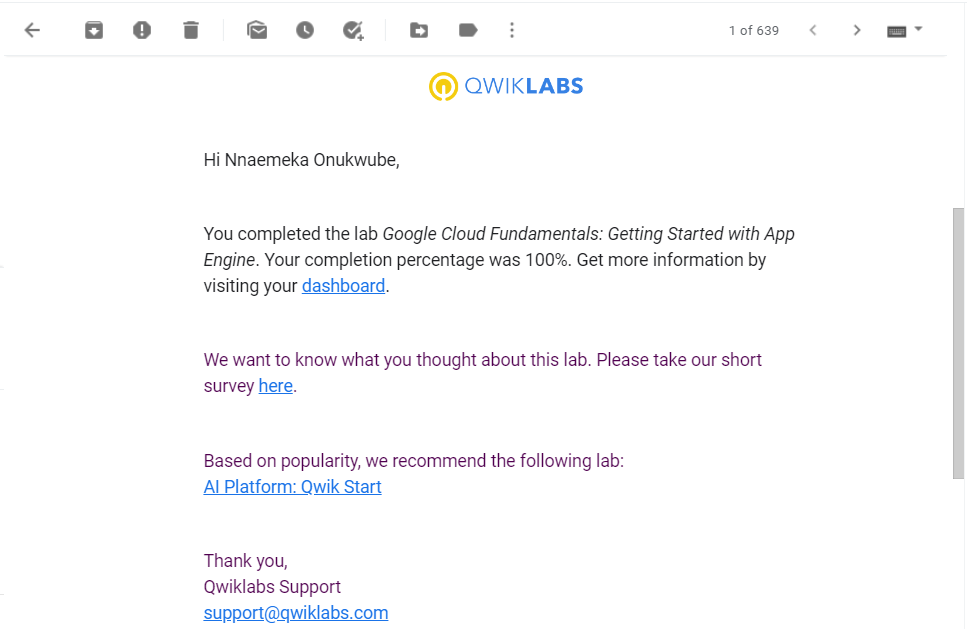 1 of 639
QWIKLABS
Hi Nnaemeka Onukwube,
You completed the lab Google Cloud Fundamentals: Getting Started with App
Engine. Your completion percentage was 100%. Get more information by
visiting your dashboard.
We want to know what you thought about this lab. Please take our short
survey here.
Based on popularity, we recommend the following lab:
AI Platform: Qwik Start
Thank you,
Qwiklabs Support
support@qwiklabs.com